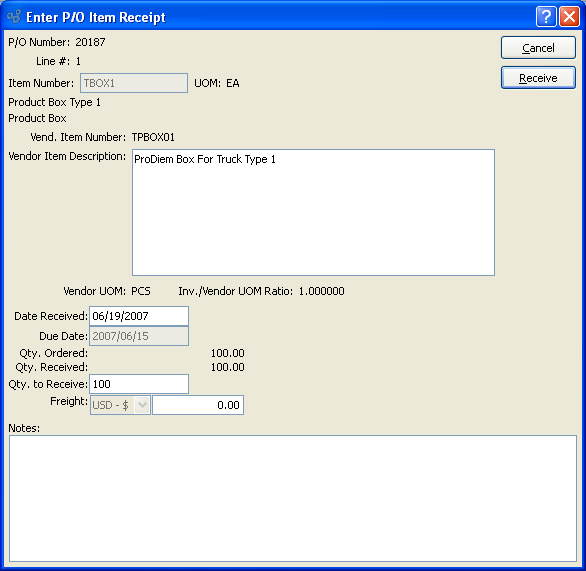 Enter P/O Item Receipt
P/O Number: 20187
Cancel
Line #: 1
Receive
Item Number: TBOX1 UOM: EA
Product Box Type 1
Product Box
Vend. Item Number: TPBOX01
Vendor Item Description: ProDiem Box For Truck Type 1
Vendor UOM: PCS Inv./Vendor UOM Ratio: 1.000000
Date Received: 06/19/2007
Due Date: 2007/06/15
Qty. Ordered: 100.00
Qty. Received: 100.00
Qty. to Receive: 100
Freight: USD - $ 0.00
Notes: